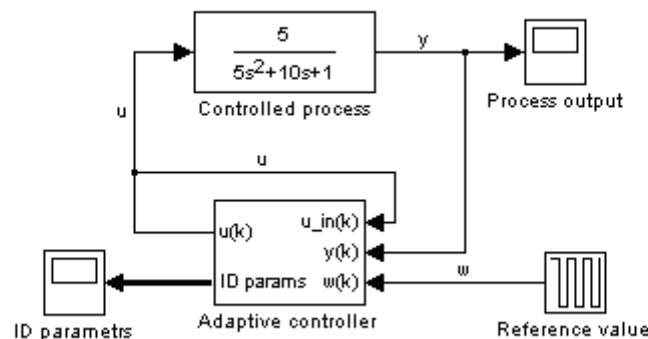 5
5s²+10s+1
Controlled process
y
Process output
u
u
u(k)
u_in(k)
y(k)
ID params
w(k)
w
ID parametrs
Adaptive controller
Reference value